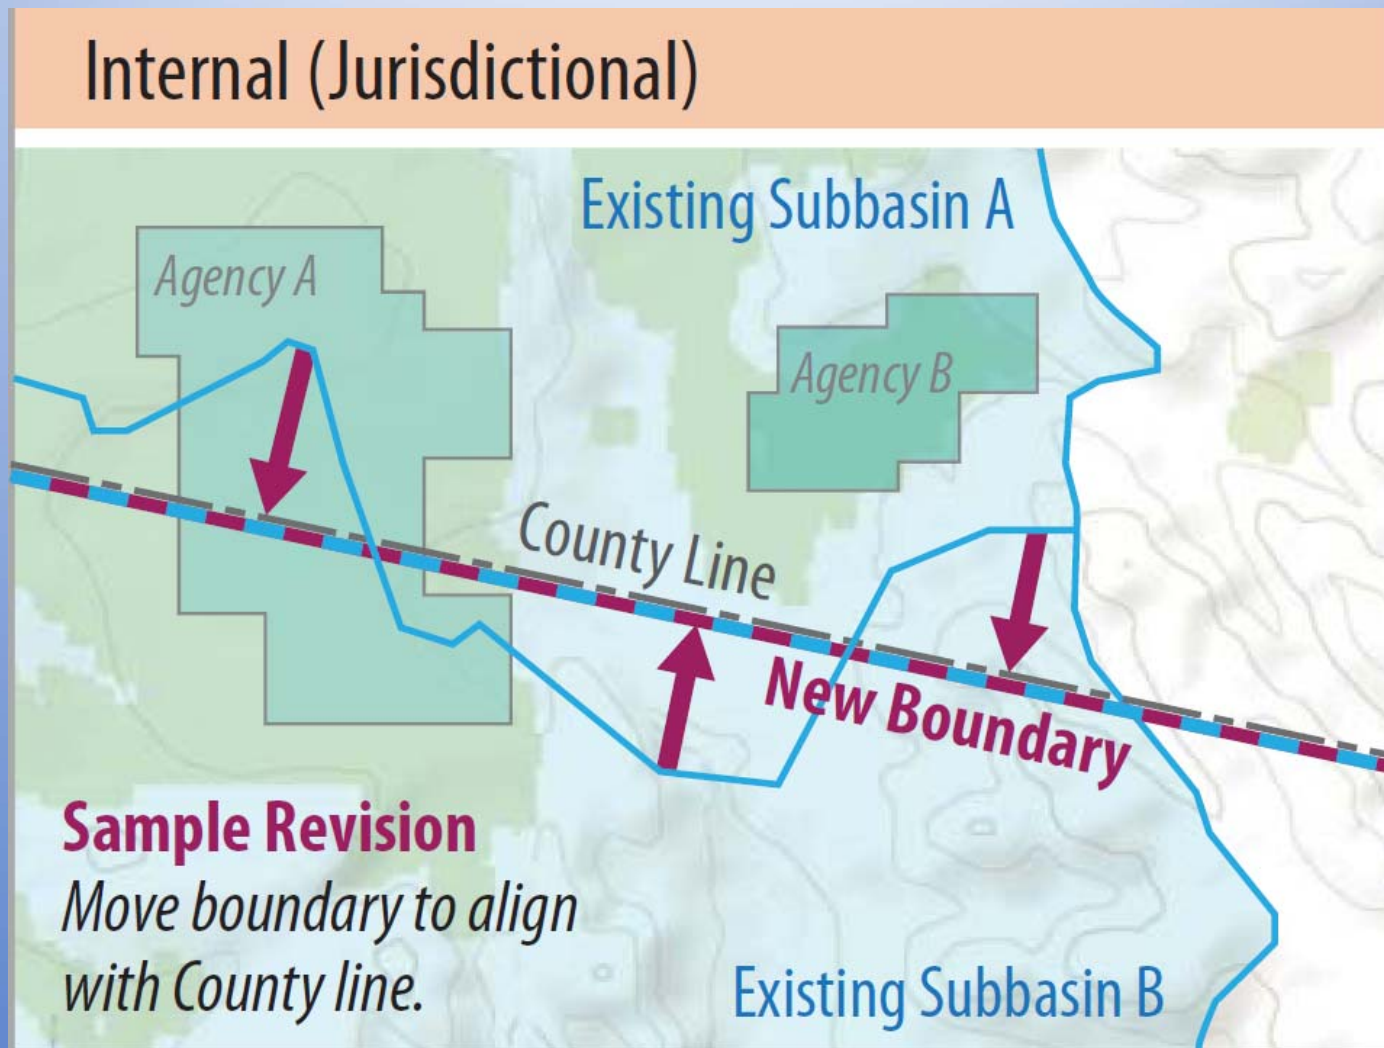 Internal (Jurisdictional)
Existing Subbasin A
Agency A
Agency B
County Line
New Boundary
Sample Revision
Move boundary to align
with County line.
Existing Subbasin B